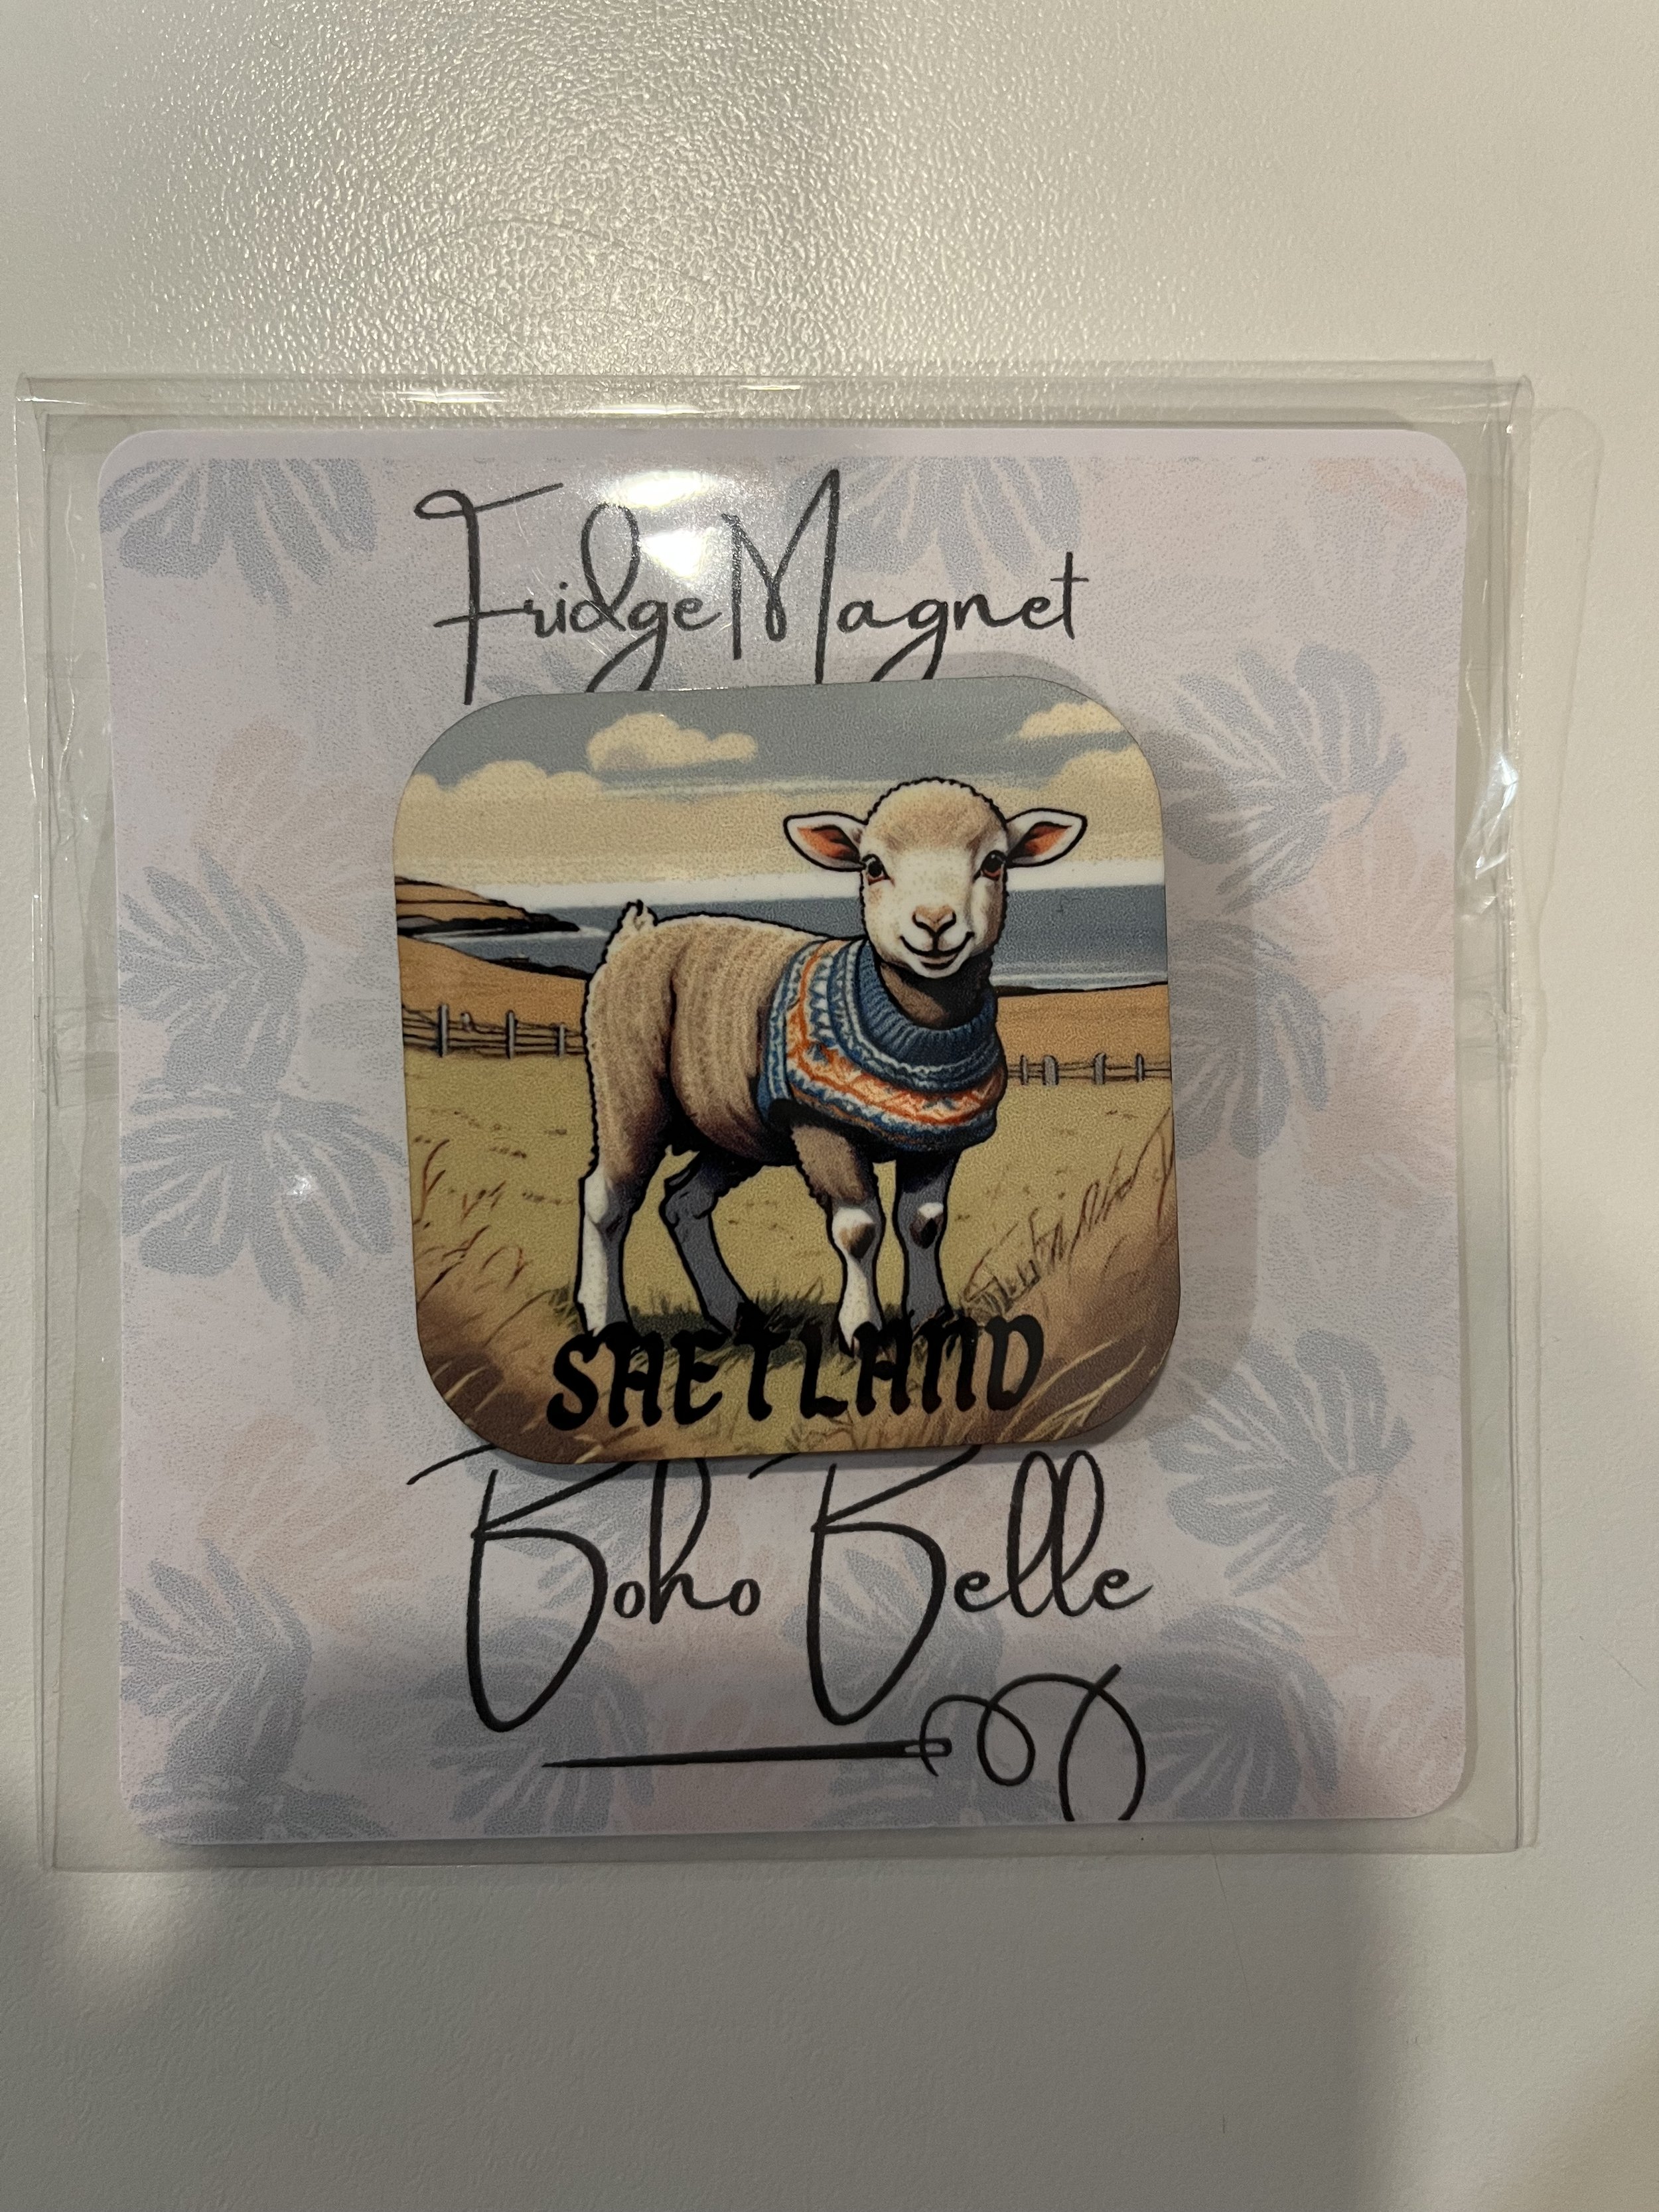 Fridge Magnet
SHETLAND
Boho Belle